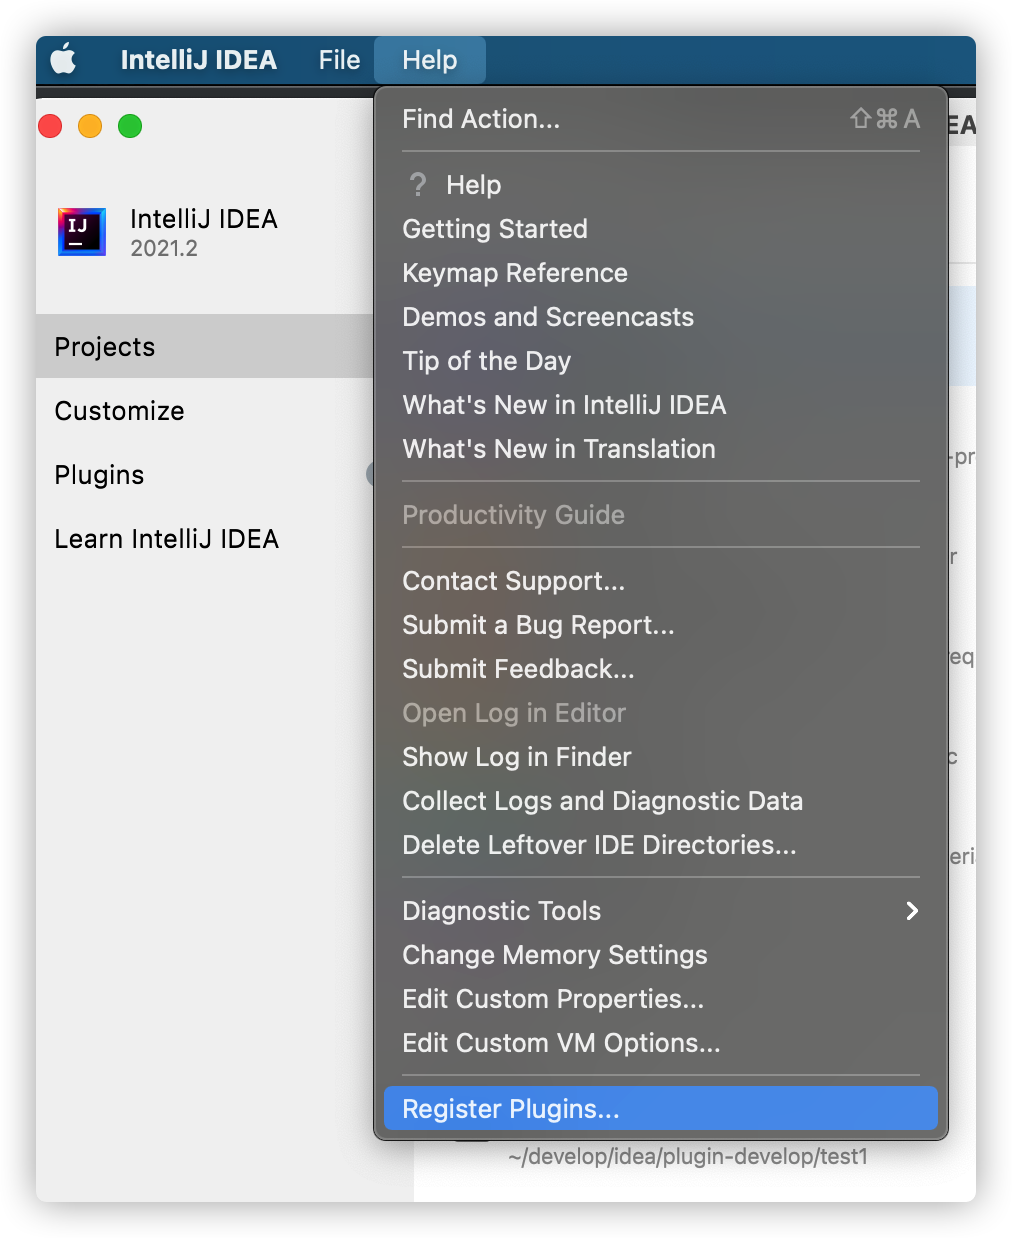 IntelliJ IDEA File Help
Find Action... ⇧⌘A
EA
IntelliJ IDEA
2021.2
Projects
Customize
Plugins
Learn IntelliJ IDEA
? Help
Getting Started
Keymap Reference
Demos and Screencasts
Tip of the Day
What's New in IntelliJ IDEA
What's New in Translation
Productivity Guide
Contact Support...
Submit a Bug Report...
Submit Feedback...
Open Log in Editor
Show Log in Finder
Collect Logs and Diagnostic Data
Delete Leftover IDE Directories...
Diagnostic Tools
Change Memory Settings
Edit Custom Properties...
Edit Custom VM Options...
Register Plugins...
~/develop/idea/plugin-develop/test1